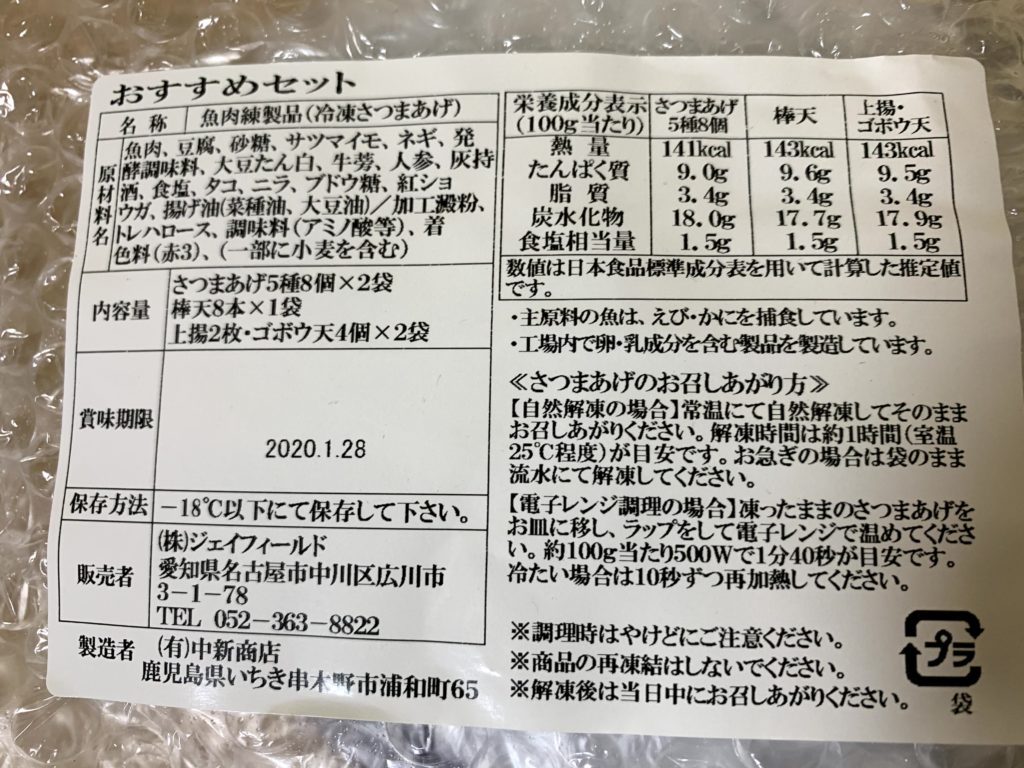 おすすめセット
名称 魚肉練製品(冷凍さつまあげ)
原材料名 魚肉、豆腐、砂糖、サツマイモ、ネギ、発
酵調味料、大豆たん白、牛蒡、人参、灰持
酒、食塩、タコ、ニラ、ブドウ糖、紅ショ
ウガ、揚げ油(菜種油、大豆油)/加工澱粉、
トレハロース、調味料(アミノ酸等)、着
色料(赤3)、(一部に小麦を含む)
内容量 さつまあげ5種8個×2袋
棒天8本×1袋
上揚2枚・ゴボウ天4個×2袋
賞味期限 2020.1.28
保存方法 −18℃以下にて保存して下さい。
販売者 (株)ジェイフィールド
愛知県名古屋市中川区広川市
3−1−78
TEL 052−363−8822
製造者 (有)中新商店
鹿児島県いちき串木野市浦和町65
栄養成分表示 さつまあげ 棒天 上揚・
(100g当たり) 5種8個 ゴボウ天
熱量 141kcal 143kcal 143kcal
たんぱく質 9.0g 9.6g 9.5g
脂質 3.4g 3.4g 3.4g
炭水化物 18.0g 17.7g 17.9g
食塩相当量 1.5g 1.5g 1.5g
数値は日本食品標準成分表を用いて計算した推定値
です。
・主原料の魚は、えび・かにを捕食しています。
・工場内で卵・乳成分を含む製品を製造しています。
≪さつまあげのお召しあがり方≫
【自然解凍の場合】常温にて自然解凍してそのまま
お召しあがりください。解凍時間は約1時間(室温
25℃程度)が目安です。お急ぎの場合は袋のまま
流水にて解凍してください。
【電子レンジ調理の場合】凍ったままのさつまあげを
お皿に移し、ラップをして電子レンジで温めてくださ
い。約100g当たり500Wで1分40秒が目安です。
冷たい場合は10秒ずつ再加熱してください。
※調理時はやけどにご注意ください。
※商品の再凍結はしないでください。
※解凍後は当日中にお召しあがりください。
プラ
袋